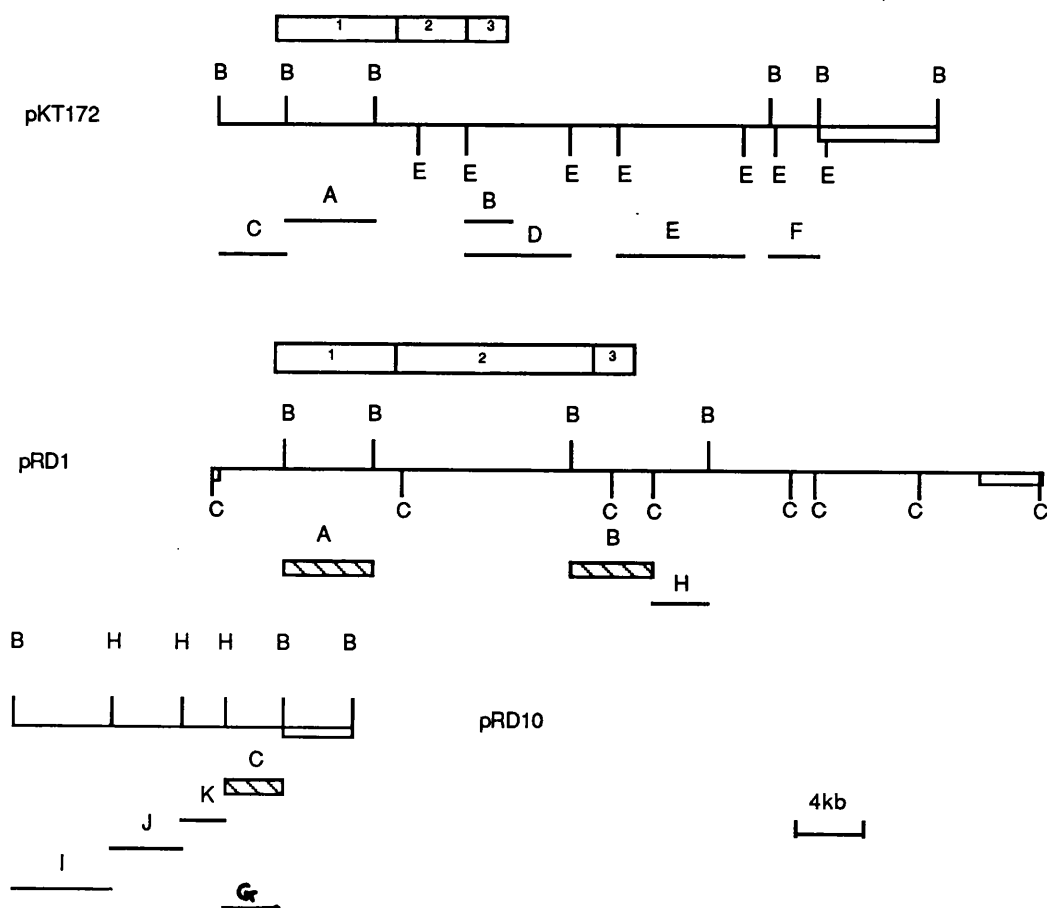 1 2 3
B B B B B B
pKT172
E E E E E E E
A B
C D E F
1 2 3
B B B B
pRD1
C C C C C C C C
A B
H
B H H H B B
pRD10
C
K
J
I
G
4kb